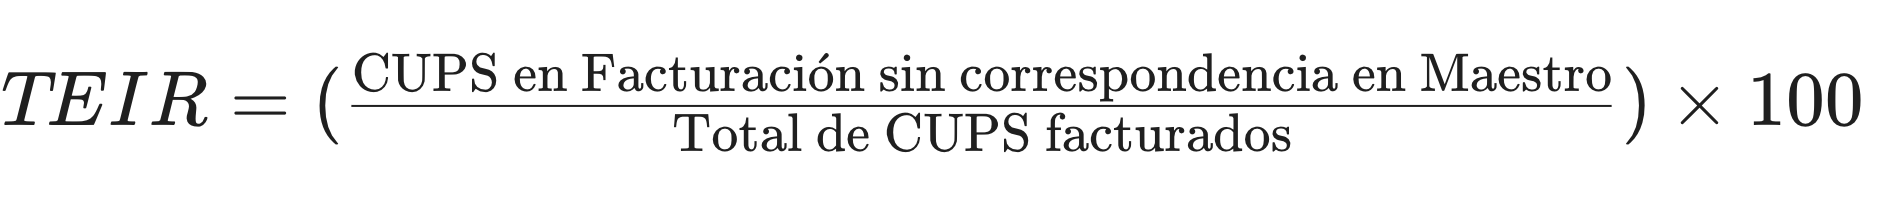 TEIR = ( CUPS en Facturación sin correspondencia en Maestro
Total de CUPS facturados ) × 100